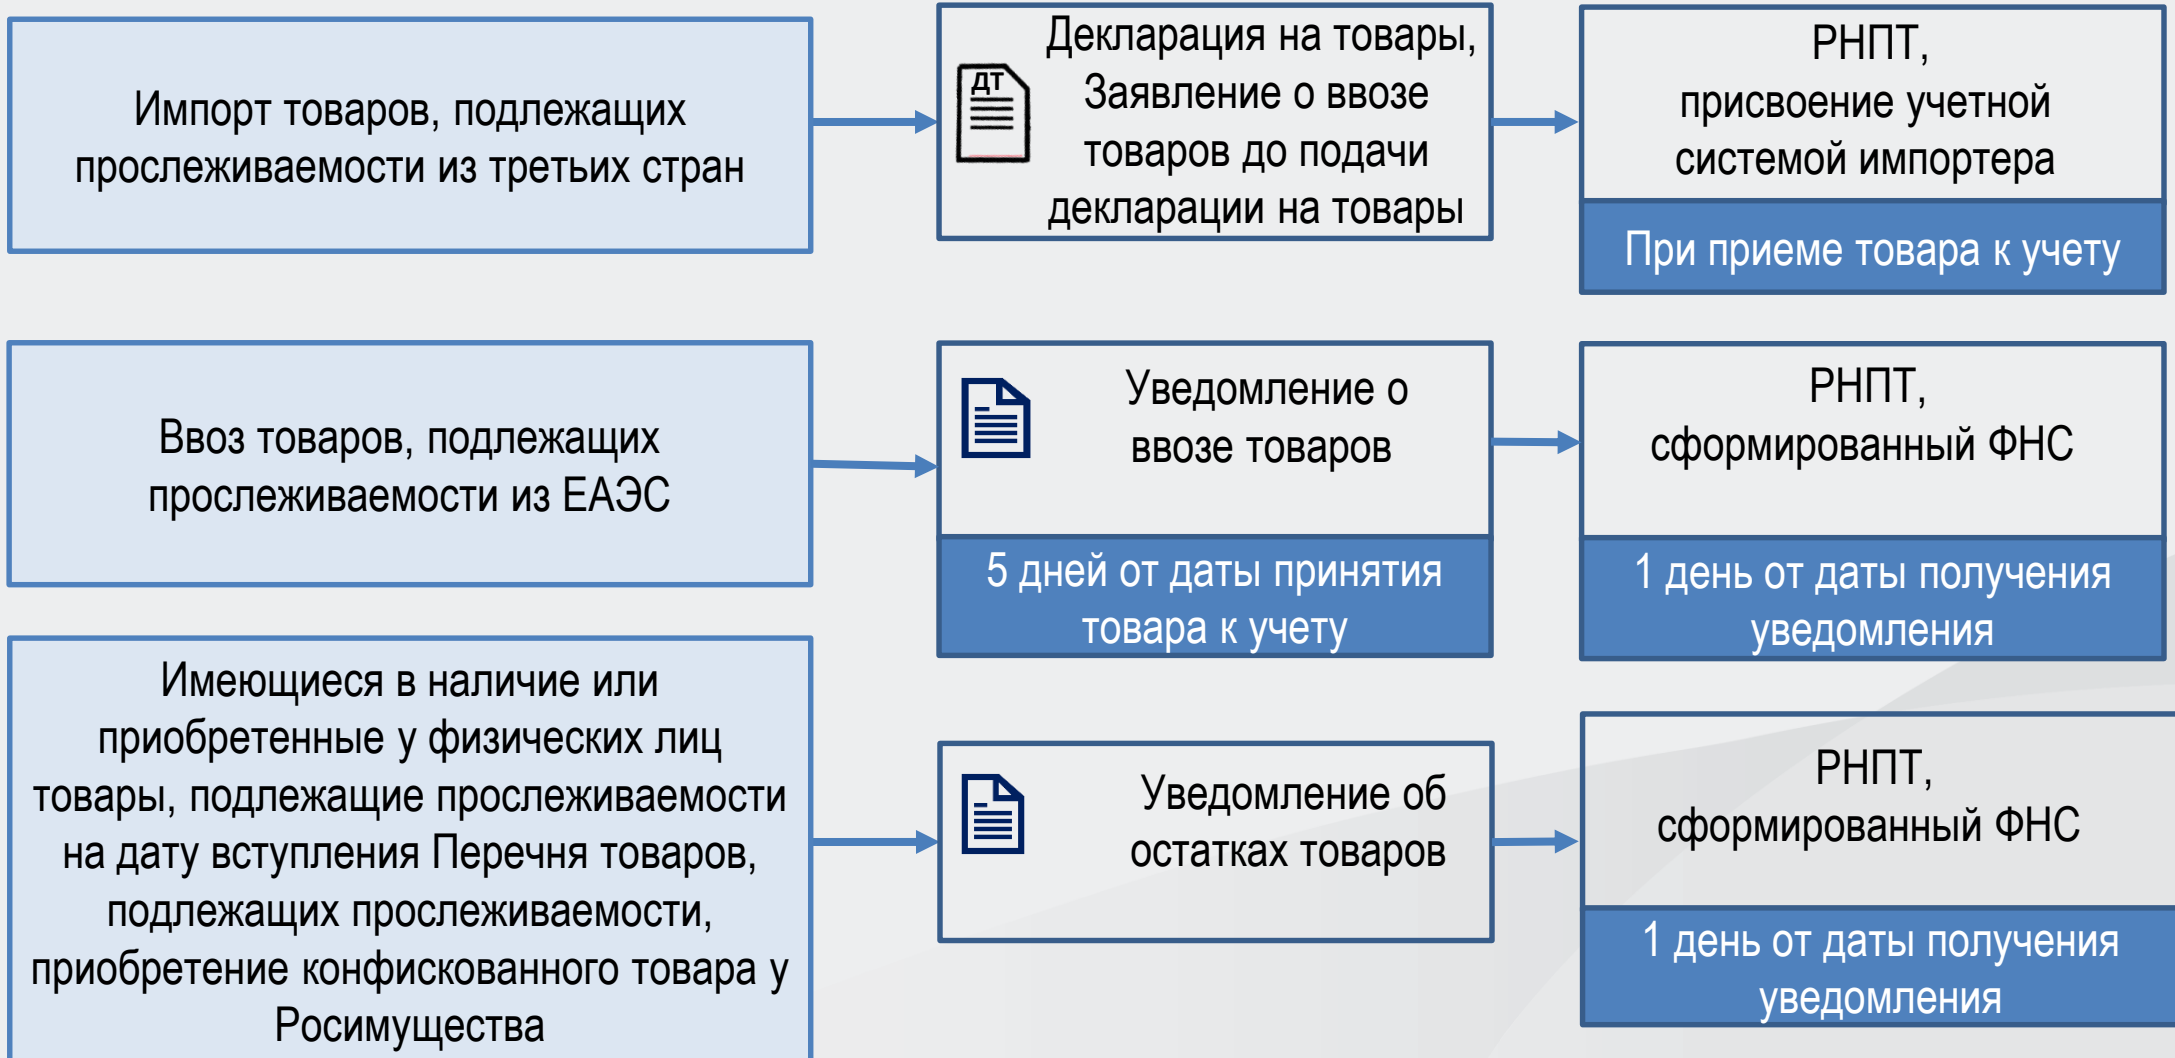 Импорт товаров, подлежащих
прослеживаемости из третьих стран
ДТ
Декларация на товары,
Заявление о ввозе
товаров до подачи
декларации на товары
РНПТ,
присвоение учетной
системой импортера
При приеме товара к учету
Ввоз товаров, подлежащих
прослеживаемости из ЕАЭС
Уведомление о
ввозе товаров
5 дней от даты принятия
товара к учету
РНПТ,
сформированный ФНС
1 день от даты получения
уведомления
Имеющиеся в наличие или
приобретенные у физических лиц
товары, подлежащие прослеживаемости
на дату вступления Перечня товаров,
подлежащих прослеживаемости,
приобретение конфискованного товара у
Росимущества
Уведомление об
остатках товаров
РНПТ,
сформированный ФНС
1 день от даты получения
уведомления